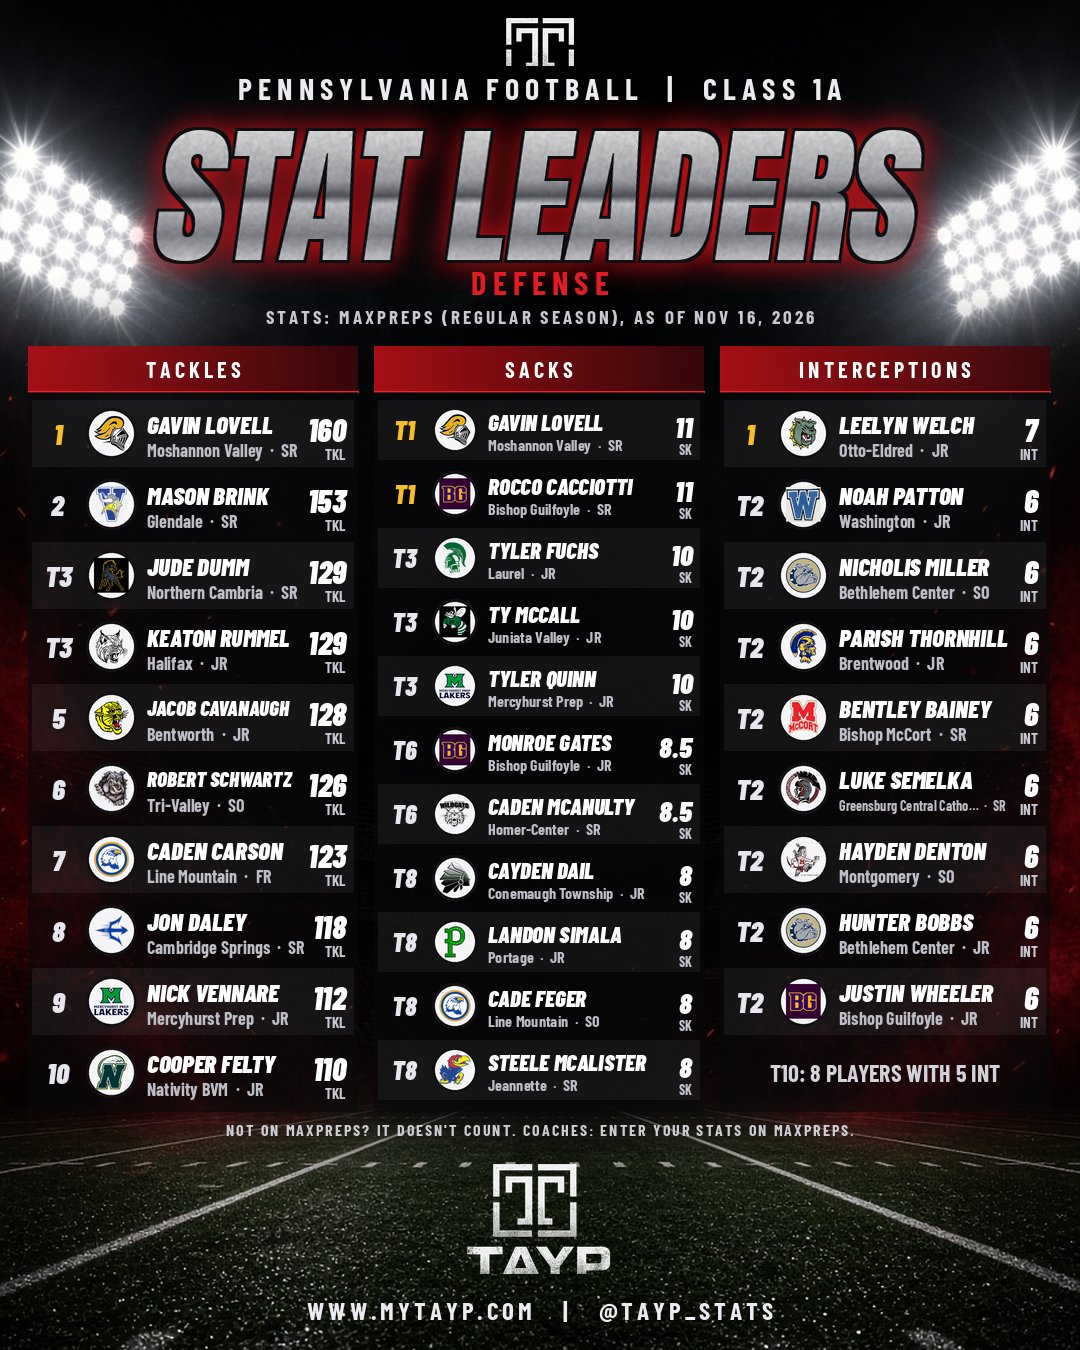 PENNSYLVANIA FOOTBALL | CLASS 1A
STAT LEADERS
DEFENSE
STATS: MAXPREPS (REGULAR SEASON), AS OF NOV 16, 2026
TACKLES
1 GAVIN LOVELL 160
Moshannon Valley · SR TKL
2 MASON BRINK 153
Glendale · SR TKL
T3 JUDE DUMM 129
Northern Cambria · SR TKL
T3 KEATON RUMMEL 129
Halifax · JR TKL
5 JACOB CAVANAUGH 128
Bentworth · JR TKL
6 ROBERT SCHWARTZ 126
Tri-Valley · SO TKL
7 CADEN CARSON 123
Line Mountain · FR TKL
8 JON DALEY 118
Cambridge Springs · SR TKL
MERCYHURST PREP
LAKERS
9 NICK VENNARE 112
Mercyhurst Prep · JR TKL
10 COOPER FELTY 110
Nativity BVM · JR TKL
SACKS
T1 GAVIN LOVELL 11
Moshannon Valley · SR SK
T1 BG ROCCO CACCIOTTI 11
Bishop Guilfoyle · SR SK
T3 TYLER FUCHS 10
Laurel · JR SK
T3 TY MCCALL 10
Juniata Valley · JR SK
T3 M TYLER QUINN 10
MERCYHURST PREP
LAKERS
Mercyhurst Prep · JR SK
T6 BG MONROE GATES 8.5
Bishop Guilfoyle · JR SK
WILDCATS
T6 CADEN MCANULTY 8.5
Homer-Center · SR SK
T8 CAYDEN DAIL 8
Conemaugh Township · JR SK
T8 P LANDON SIMALA 8
Portage · JR SK
T8 CADE FEGER 8
Line Mountain · SO SK
T8 STEELE MCALISTER 8
Jeannette · SR SK
INTERCEPTIONS
1 LEELYN WELCH 7
Otto-Eldred · JR INT
T2 W NOAH PATTON 6
Washington · JR INT
T2 NICHOLIS MILLER 6
Bethlehem Center · SO INT
T2 PARISH THORNHILL 6
Brentwood · JR INT
T2 M BENTLEY BAINEY 6
MCCORT
Bishop McCort · SR INT
T2 LUKE SEMELKA 6
Greensburg Central Catho... · SR INT
T2 HAYDEN DENTON 6
Montgomery · SO INT
T2 HUNTER BOBBS 6
Bethlehem Center · JR INT
T2 BG JUSTIN WHEELER 6
Bishop Guilfoyle · JR INT
T10: 8 PLAYERS WITH 5 INT
NOT ON MAXPREPS? IT DOESN'T COUNT. COACHES: ENTER YOUR STATS ON MAXPREPS.
TAYP
WWW.MYTAYP.COM | @TAYP_STATS